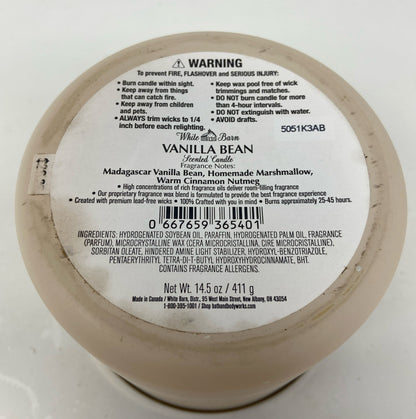 ⚠ WARNING
To prevent FIRE, FLASHOVER and SERIOUS INJURY:
• Burn candle within sight.
• Keep away from things
that can catch fire.
• Keep away from children
and pets.
• ALWAYS trim wicks to 1/4
inch before each relighting.
• Keep wax pool free of wick
trimmings and matches.
• DO NOT burn candle for more
than 4-hour intervals.
• DO NOT extinguish with water.
• AVOID drafts.
5051K3AB
White Barn
VANILLA BEAN
Scented Candle
Fragrance Notes:
Madagascar Vanilla Bean, Homemade Marshmallow,
Warm Cinnamon Nutmeg
• High concentrations of rich fragrance oils deliver room-filling fragrance
• Our proprietary fragrance wax blend is formulated to provide the best fragrance experience
• Created with premium lead-free wicks • 100% Crafted with you in mind • Burns approximately 25-45 hours.
0 667659 365401
INGREDIENTS: HYDROGENATED SOYBEAN OIL, PARAFFIN, HYDROGENATED PALM OIL, FRAGRANCE
(PARFUM), MICROCRYSTALLINE WAX (CERA MICROCRISTALLINA, CIRE MICROCRISTALLINE),
SORBITAN OLEATE, HINDERED AMINE LIGHT STABILIZER, HYDROXYL-BENZOTRIAZOLE,
PENTAERYTHRITYL TETRA-DI-T-BUTYL HYDROXYHYDROCINNAMATE, BHT.
CONTAINS FRAGRANCE ALLERGENS.
Net Wt. 14.5 oz / 411 g
Made in Canada / White Barn, Distr., 95 West Main Street, New Albany, OH 43054
1-800-395-1001 / Shop bathandbodyworks.com